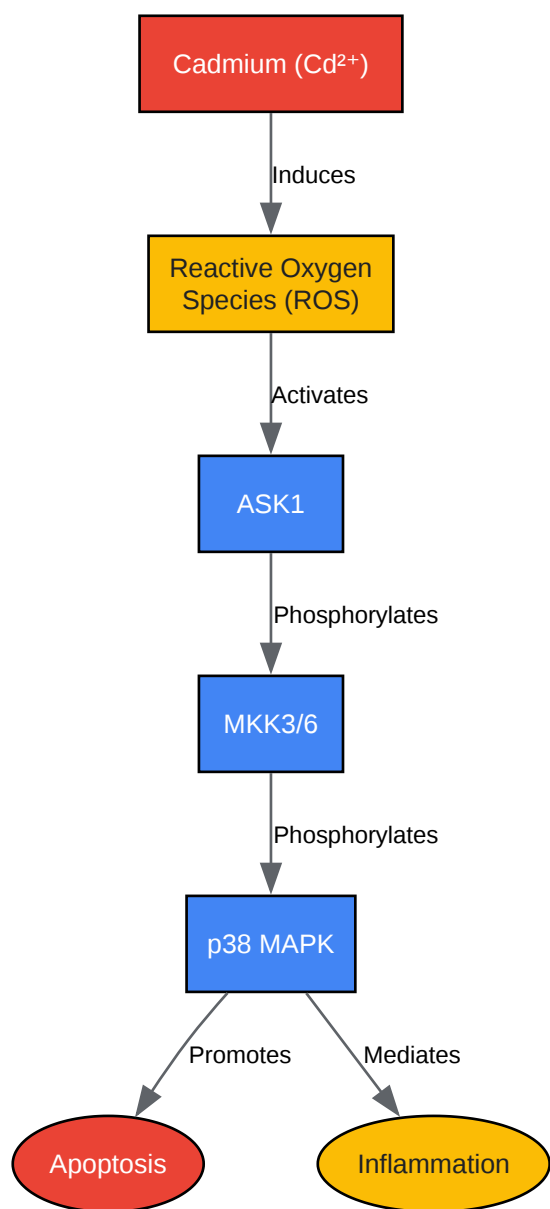 Cadmium (Cd²⁺)
Induces
Reactive Oxygen
Species (ROS)
Activates
ASK1
Phosphorylates
MKK3/6
Phosphorylates
p38 MAPK
Promotes
Mediates
Apoptosis
Inflammation